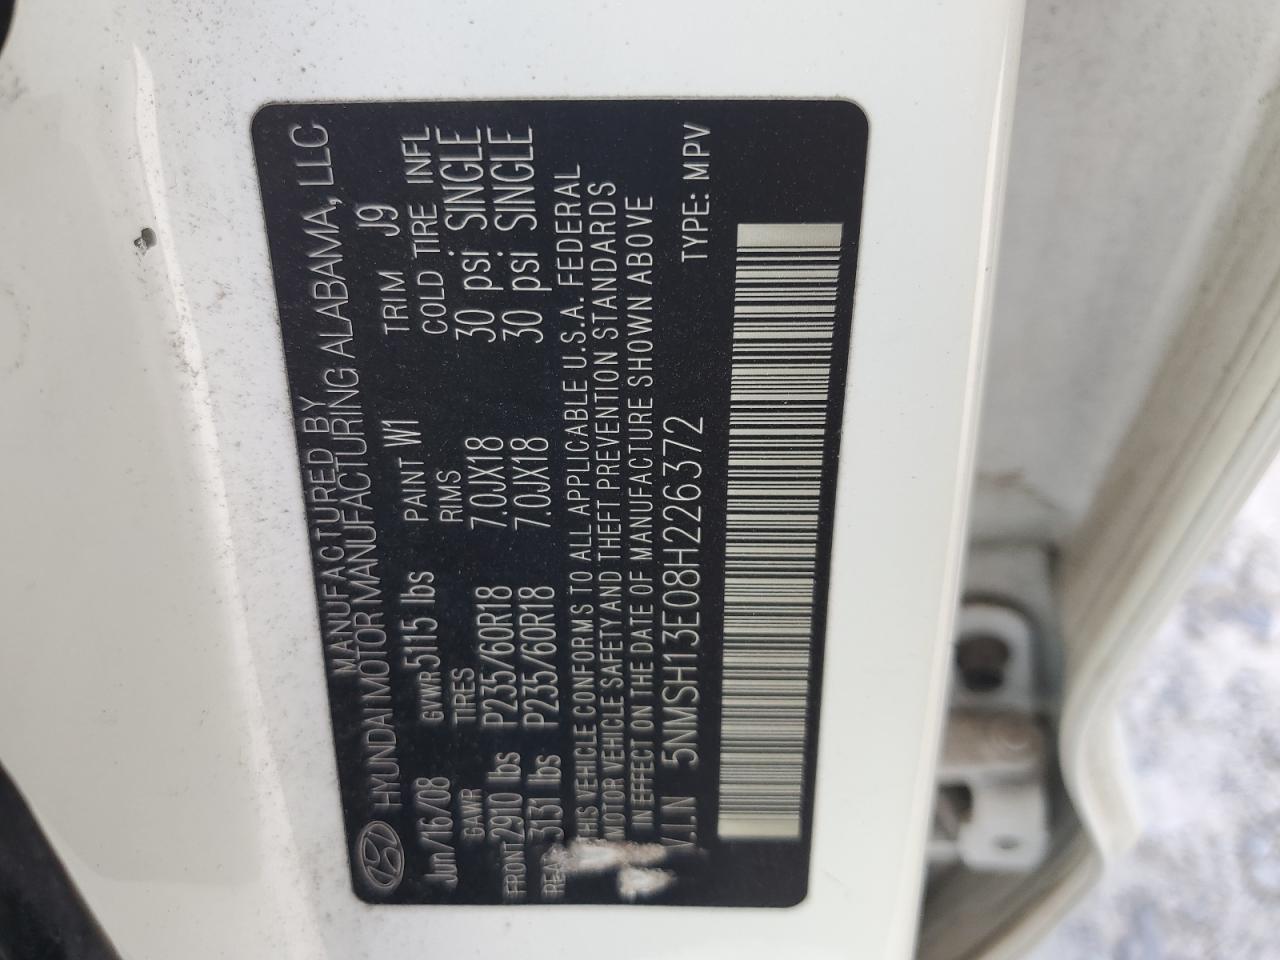 MANUFACTURED BY
HYUNDAI MOTOR MANUFACTURING ALABAMA, LLC
Jun/16/08 GVWR 5115 lbs PAINT W1 TRIM J9
GAWR TIRES RIMS COLD TIRE INFL
FRONT 2910 lbs P235/60R18 7.0JX18 30 psi SINGLE
REAR 3131 lbs P235/60R18 7.0JX18 30 psi SINGLE
THIS VEHICLE CONFORMS TO ALL APPLICABLE U.S.A. FEDERAL
MOTOR VEHICLE SAFETY AND THEFT PREVENTION STANDARDS
IN EFFECT ON THE DATE OF MANUFACTURE SHOWN ABOVE
V.I.N 5NMSH13E08H226372 TYPE: MPV